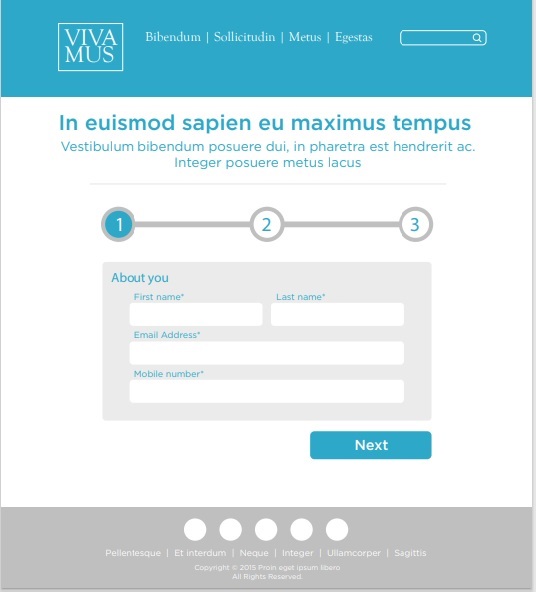 VIVA
MUS
Bibendum | Sollicitudin | Metus | Egestas
In euismod sapien eu maximus tempus
Vestibulum bibendum posuere dui, in pharetra est hendrerit ac.
Integer posuere metus lacus
1 2 3
About you
First name* Last name*
Email Address*
Mobile number*
Next
Pellentesque | Et interdum | Neque | Integer | Ullamcorper | Sagittis
Copyright © 2015 Proin eget ipsum libero
All Rights Reserved.